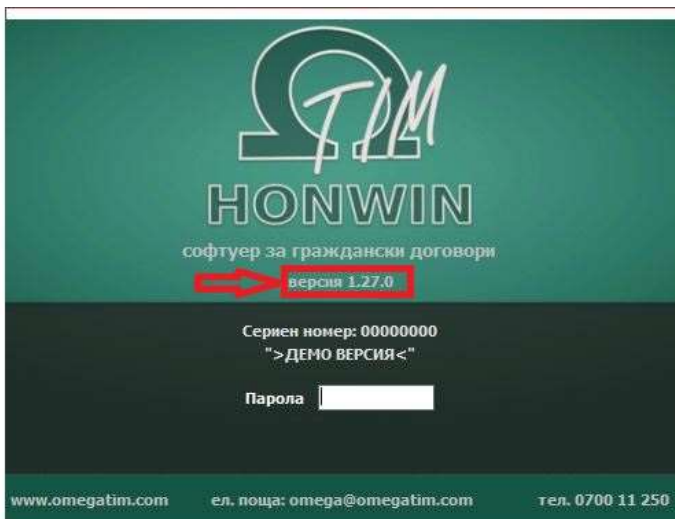 TIM
HONWIN
софтуер за граждански договори
версия 1.27.0
Сериен номер: 00000000
">ДЕМО ВЕРСИЯ<"
Парола
www.omegatim.com ел. поща: omega@omegatim.com тел. 0700 11 250